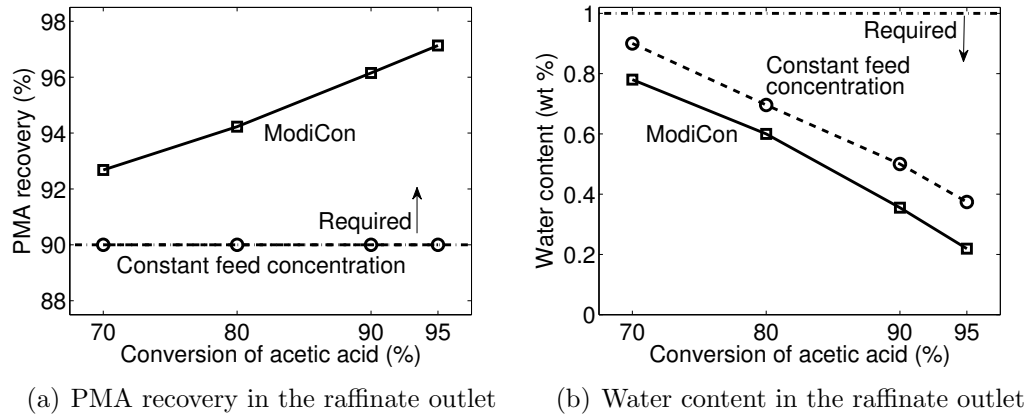 98
96
94
92
90
88
PMA recovery (%)
ModiCon
Required
Constant feed concentration
70
80
90
95
Conversion of acetic acid (%)
(a) PMA recovery in the raffinate outlet
1
0.8
0.6
0.4
0.2
0
Water content (wt %)
Required
Constant feed
concentration
ModiCon
70
80
90
95
Conversion of acetic acid (%)
(b) Water content in the raffinate outlet